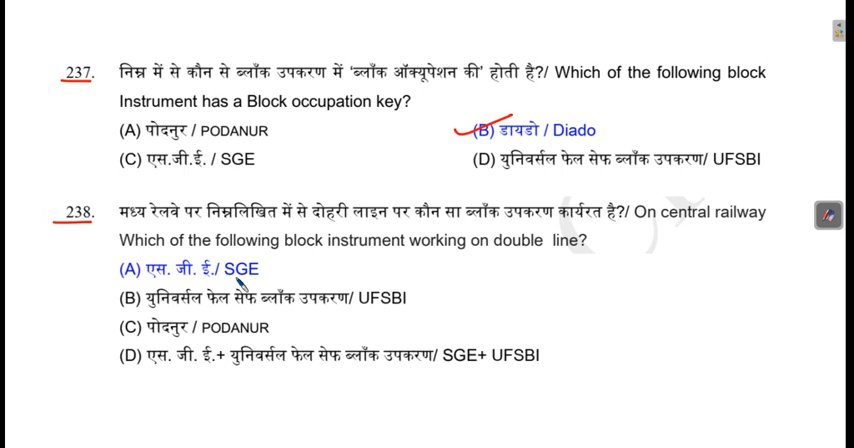 237. निम्न में से कौन से ब्लॉक उपकरण में 'ब्लॉक ऑक्यूपेशन की' होती है?/ Which of the following block
Instrument has a Block occupation key?
(A) पोदनुर / PODANUR (B) डायडो / Diado
(C) एस.जी.ई. / SGE (D) युनिवर्सल फेल सेफ ब्लॉक उपकरण/ UFSBI
238. मध्य रेलवे पर निम्नलिखित में से दोहरी लाइन पर कौन सा ब्लॉक उपकरण कार्यरत है?/ On central railway
Which of the following block instrument working on double line?
(A) एस. जी. ई./ SGE
(B) युनिवर्सल फेल सेफ ब्लॉक उपकरण/ UFSBI
(C) पोदनुर / PODANUR
(D) एस. जी. ई.+ युनिवर्सल फेल सेफ ब्लॉक उपकरण/ SGE+ UFSBI